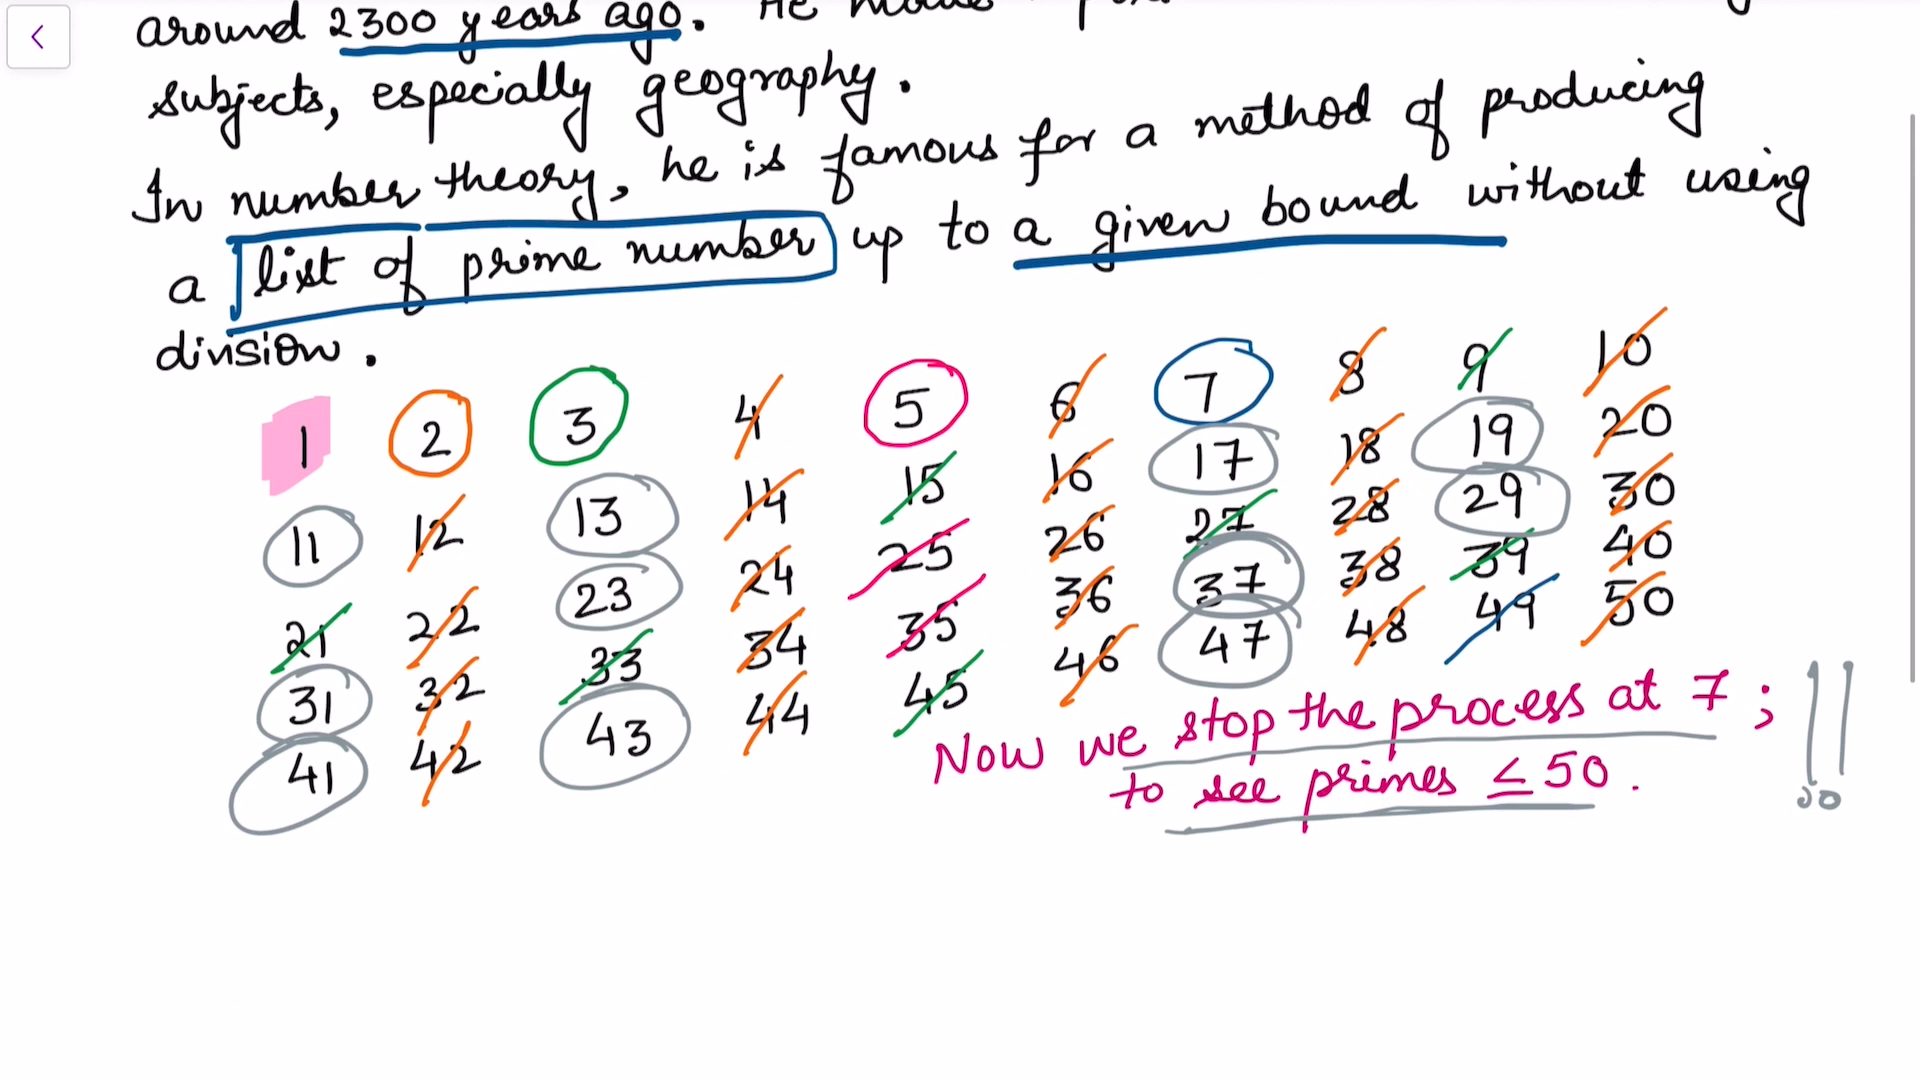 around 2300 years ago. He
subjects, especially geography.
In number theory, he is famous for a method of producing
a list of prime number up to a given bound without using
division.
1 2 3 4 5 6 7 8 9 10
11 12 13 14 15 16 17 18 19 20
21 22 23 24 25 26 27 28 29 30
31 32 33 34 35 36 37 38 39 40
41 42 43 44 45 46 47 48 49 50
Now we stop the process at 7;
to see primes ≤ 50.